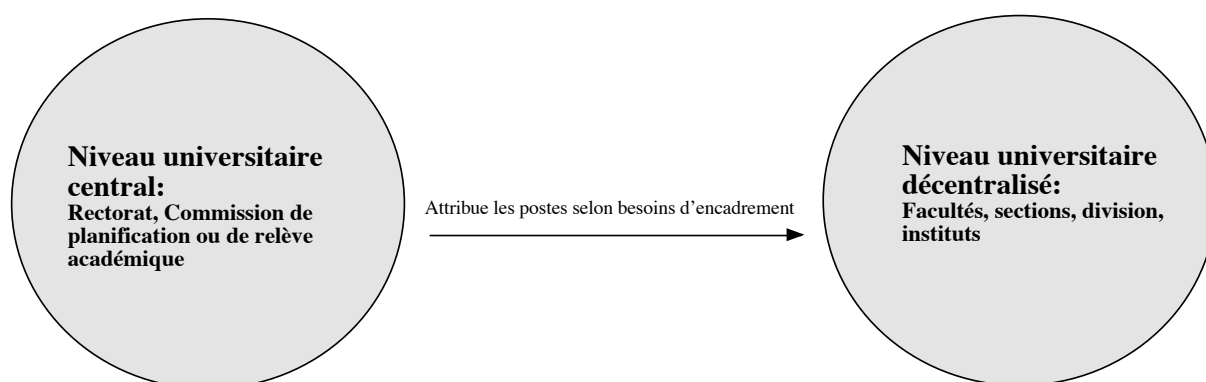 Niveau universitaire
central:
Rectorat, Commission de
planification ou de relève
académique
Attribue les postes selon besoins d'encadrement
Niveau universitaire
décentralisé:
Facultés, sections, division,
instituts